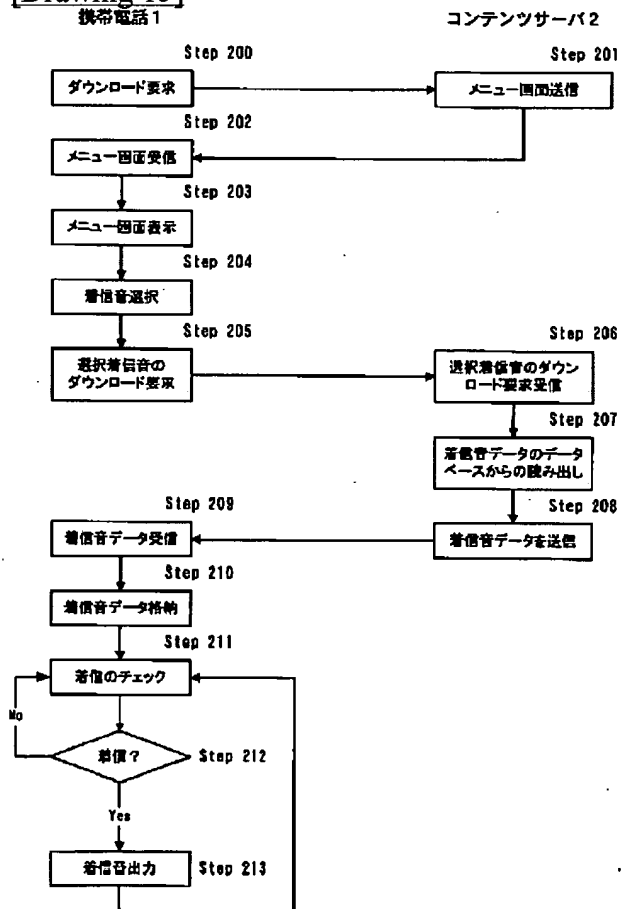 携帯電話1
コンテンツサーバ2
Step 200
Step 201
ダウンロード要求
メニュー画面送信
Step 202
メニュー画面受信
Step 203
メニュー画面表示
Step 204
着信音選択
Step 205
Step 206
選択着信音の
ダウンロード要求
選択着信音のダウン
ロード要求受信
Step 207
着信音データのデータ
ベースからの読み出し
Step 208
Step 209
着信音データ受信
着信音データを送信
Step 210
着信音データ格納
Step 211
着信のチェック
No
着信?
Step 212
Yes
着信音出力
Step 213